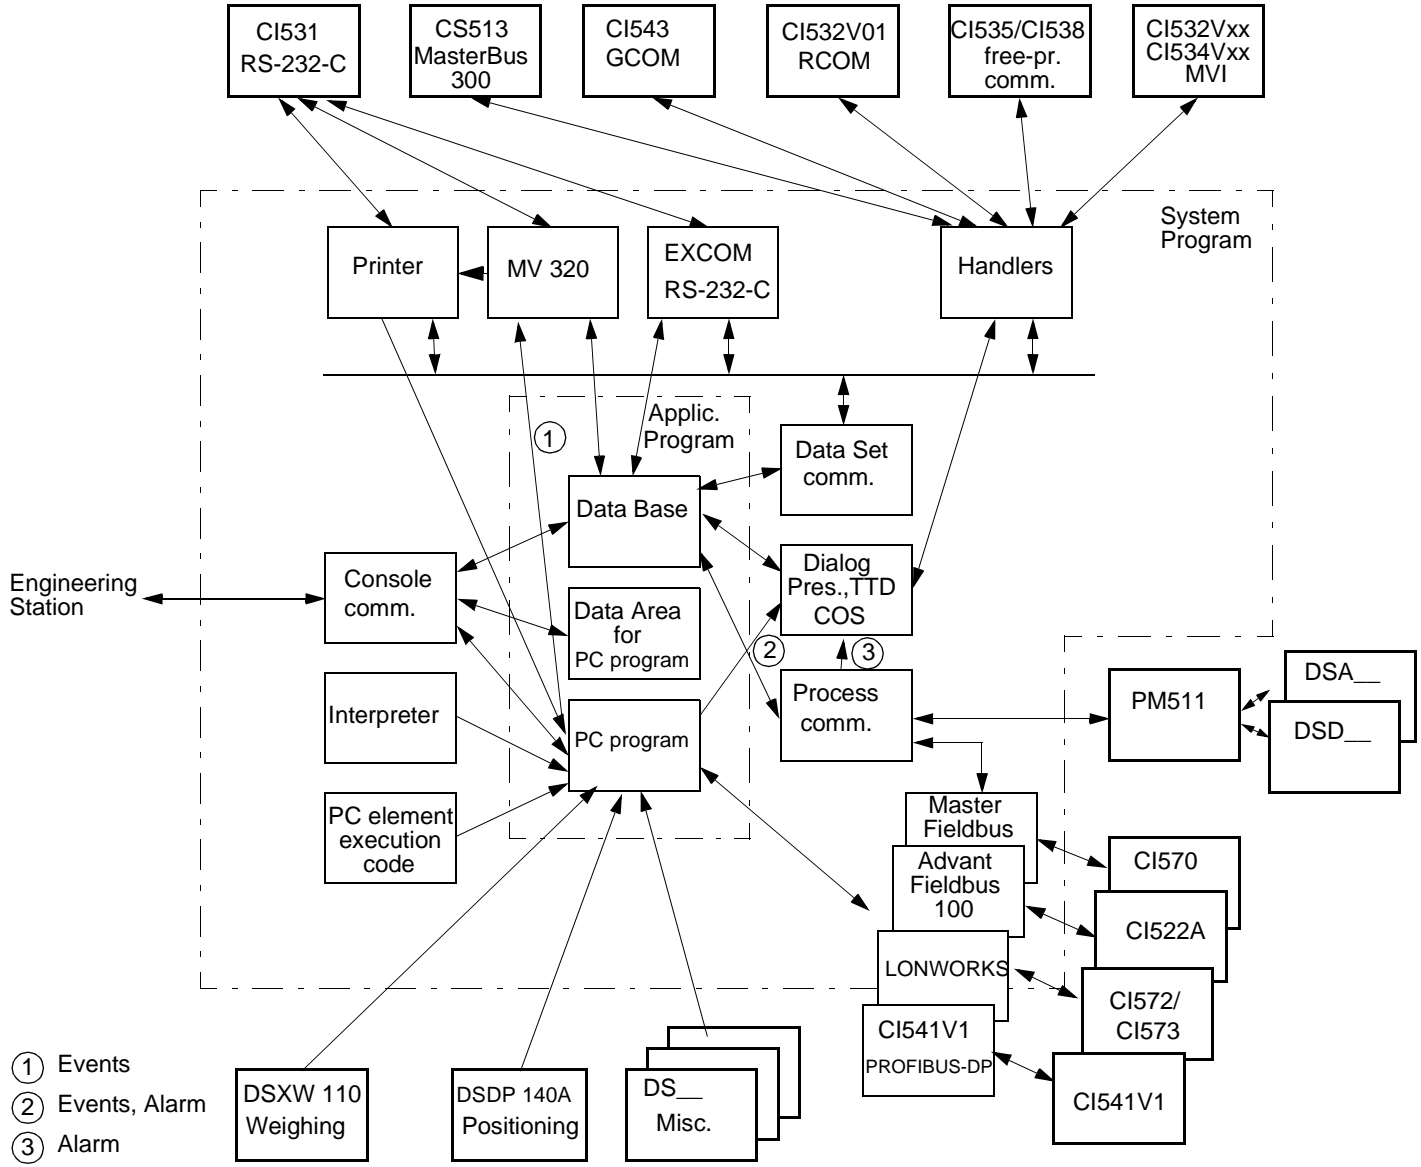 CI531
RS-232-C
CS513
MasterBus
300
CI543
GCOM
CI532V01
RCOM
CI535/CI538
free-pr.
comm.
CI532Vxx
CI534Vxx
MVI
System
Program
Printer
MV 320
EXCOM
RS-232-C
Handlers
Applic.
Program
1
Data Set
comm.
Data Base
Engineering
Station
Console
comm.
Dialog
Pres.,TTD
COS
Data Area
for
PC program
2
3
Interpreter
PC program
Process
comm.
PM511
DSA__
DSD__
PC element
execution
code
Master
Fieldbus
Advant
Fieldbus
100
LONWORKS
CI541V1
PROFIBUS-DP
CI570
CI522A
CI572/
CI573
CI541V1
1 Events
2 Events, Alarm
3 Alarm
DSXW 110
Weighing
DSDP 140A
Positioning
DS__
Misc.